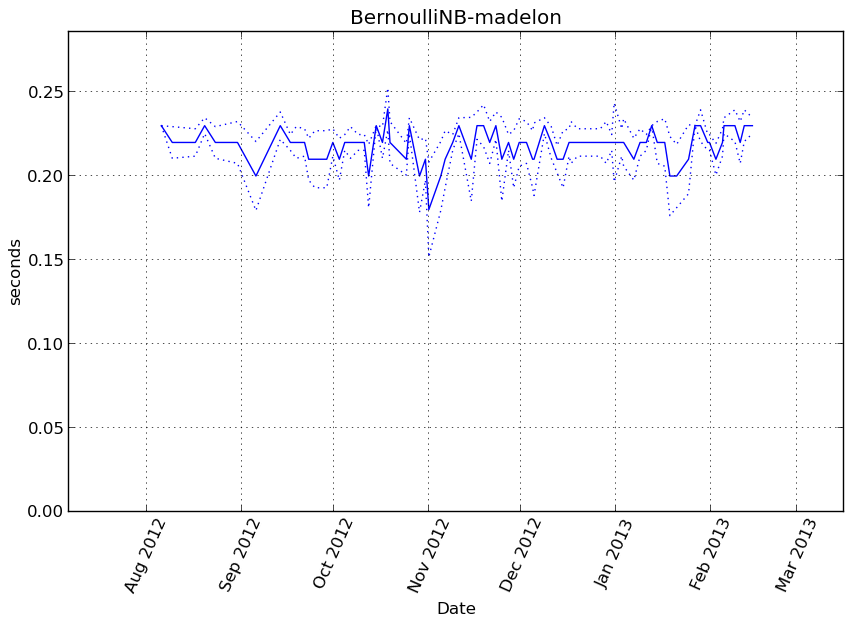 BernoulliNB-madelon
0.25
0.20
0.15
0.10
0.05
0.00
seconds
Aug 2012
Sep 2012
Oct 2012
Nov 2012
Dec 2012
Jan 2013
Feb 2013
Mar 2013
Date